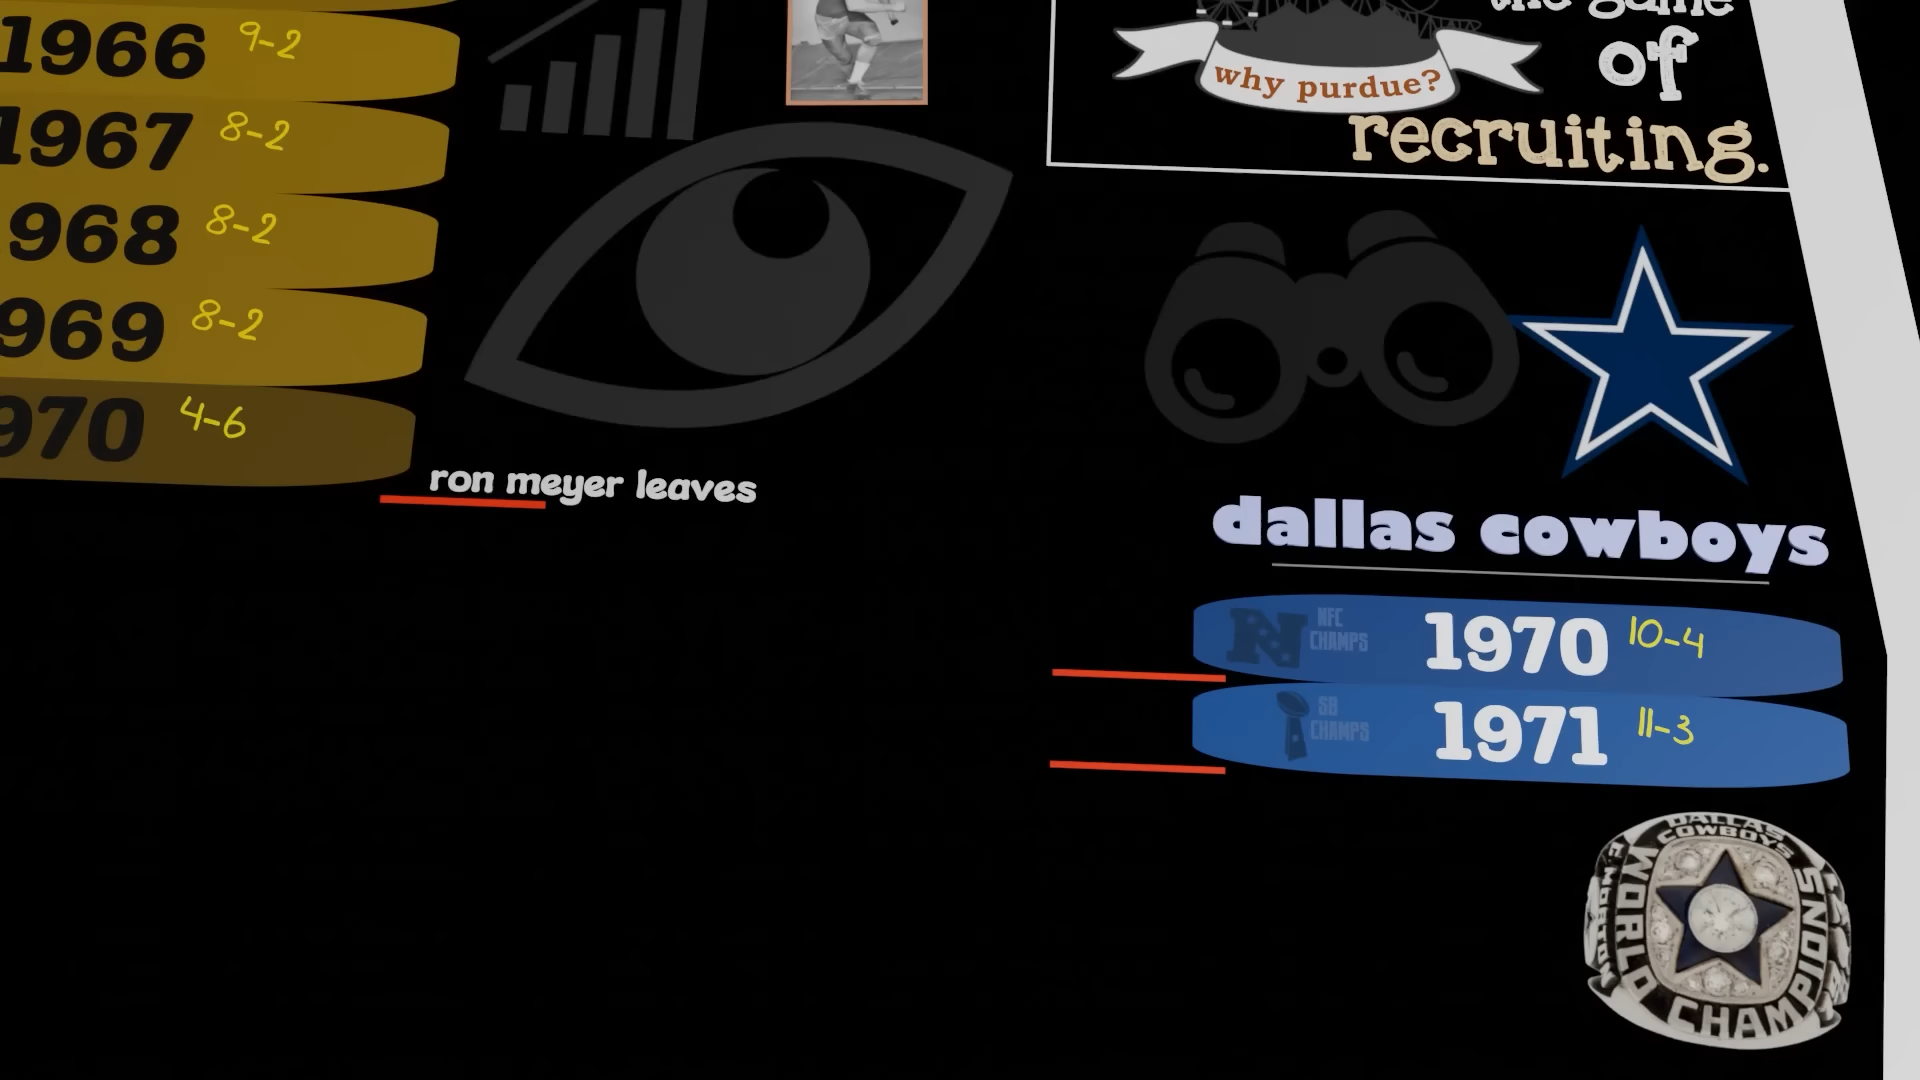 1966 9-2
1967 8-2
968 8-2
969 8-2
970 4-6
ron meyer leaves
the game
of
recruiting.
why purdue?
dallas cowboys
NFC
CHAMPS
1970 10-4
SB
CHAMPS
1971 11-3
DALLAS
COWBOYS
WORLD CHAMPIONS